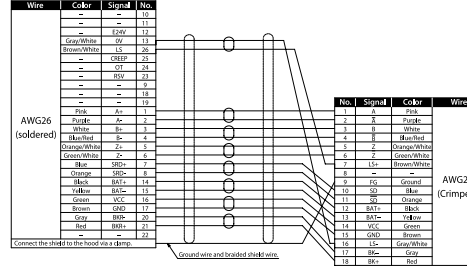 Wire Color Signal No.
– – 10
– – 11
– E24V 12
Gray/White 0V 13
Brown/White LS 26
– CREEP 25
– OT 24
– RSV 23
– – 9
– – 18
– – 19
Pink A+ 1
Purple A- 2
White B+ 3
Blue/Red B- 4
Orange/White Z+ 5
Green/White Z- 6
Blue SRD+ 7
Orange SRD- 8
Black BAT+ 14
Yellow BAT- 15
Green VCC 16
Brown GND 17
Gray BKR- 20
Red BKR+ 21
– – 22
AWG26
(soldered)
Connect the shield to the hood via a clamp.
Ground wire and braided shield wire.
No. Signal Color Wire
1 A Pink
2 A̅ Purple
3 B White
4 B̅ Blue/Red
5 Z Orange/White
6 Z̅ Green/White
7 LS+ Brown/White
8 – –
9 FG Ground
10 SD Blue
11 S̅D̅ Orange
12 BAT+ Black
13 BAT- Yellow
14 VCC Green
15 GND Brown
16 LS- Gray/White
17 BK- Gray
18 BK+ Red
AWG2
(Crimpe